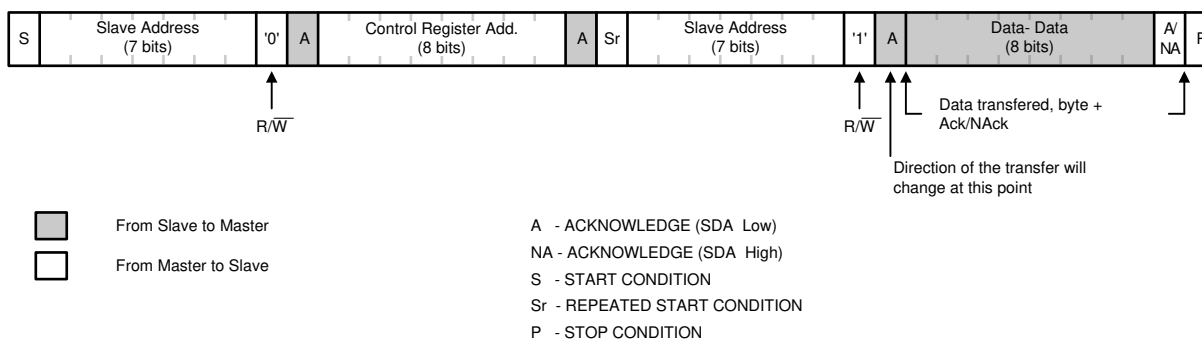 S
Slave Address
(7 bits)
'0'
A
Control Register Add.
(8 bits)
A
Sr
Slave Address
(7 bits)
'1'
A
Data- Data
(8 bits)
A/
NA
P
R/W
R/W
Data transfered, byte +
Ack/NAck
Direction of the transfer will
change at this point
From Slave to Master
From Master to Slave
A - ACKNOWLEDGE (SDA Low)
NA - ACKNOWLEDGE (SDA High)
S - START CONDITION
Sr - REPEATED START CONDITION
P - STOP CONDITION